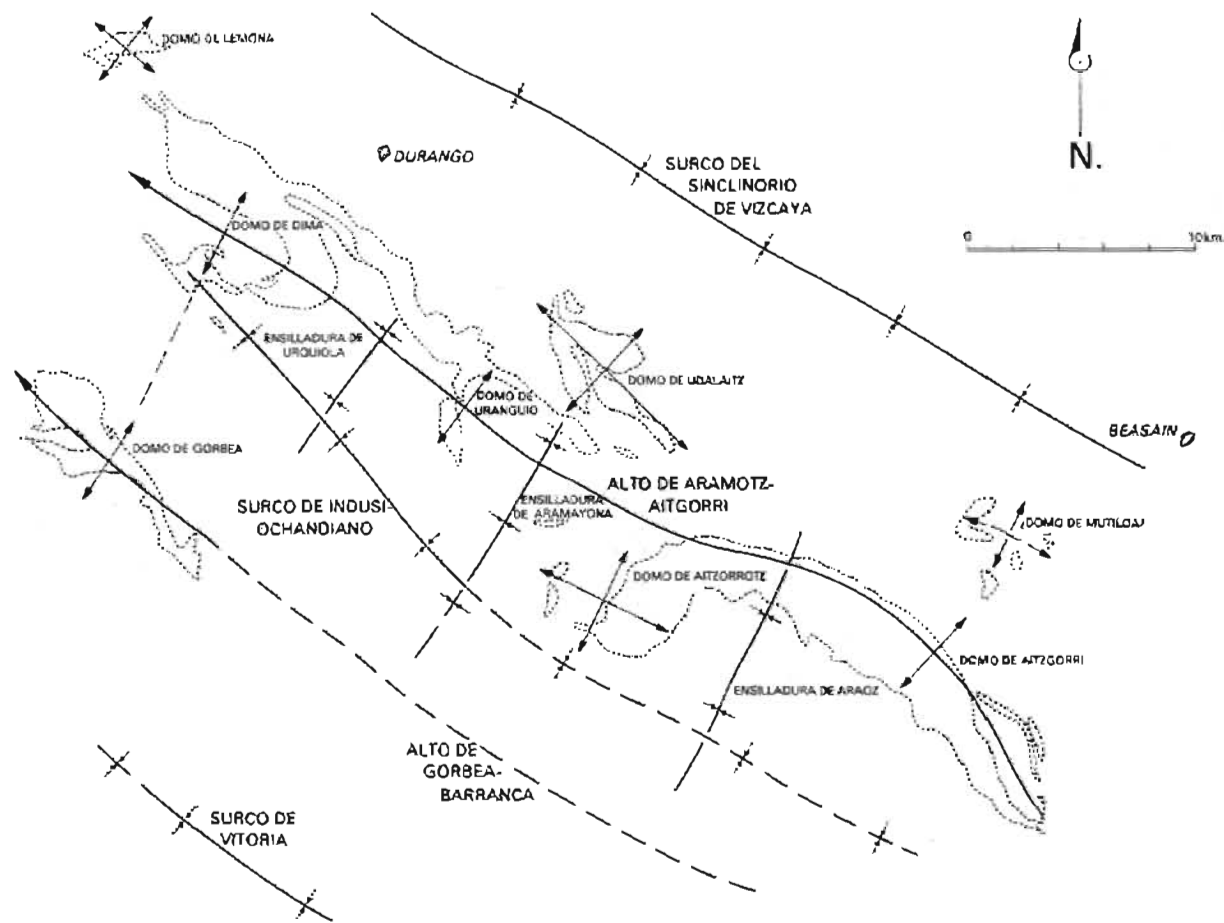 DOMO DE LEMONA
DURANGO
SURCO DEL
SINCLINORIO
DE VIZCAYA
N.
0
10 km.
DOMO DE DIMA
ENSILLADURA DE
URQUIOLA
DOMO DE
URANGUIO
DOMO DE UDALAITZ
BEASAIN
DOMO DE GORBEA
SURCO DE INDUSI-
OCHANDIANO
ENSILLADURA
DE ARAMAYONA
ALTO DE ARAMOTZ-
AITGORRI
DOMO DE MUTILOA
DOMO DE AITZORROTZ
DOMO DE AITZGORRI
ENSILLADURA DE ARAOZ
ALTO DE
GORBEA-
BARRANCA
SURCO DE
VITORIA